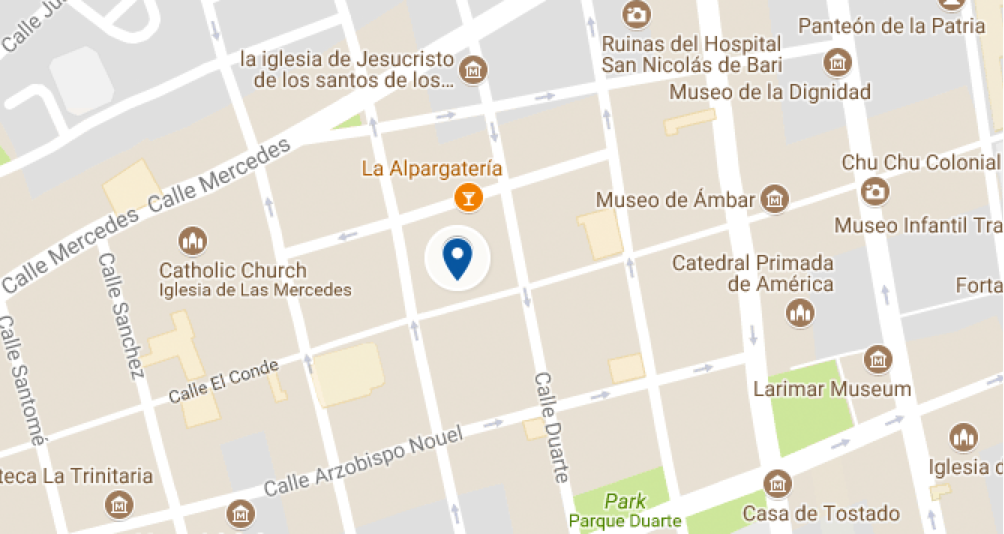 Calle Ju
Panteón de la Patria
Ruinas del Hospital
San Nicolás de Bari
la iglesia de Jesucristo
de los santos de los...
Museo de la Dignidad
Calle Mercedes
La Alpargatería
Chu Chu Colonial
Museo de Ámbar
Calle Mercedes
Museo Infantil Tra
Catholic Church
Iglesia de Las Mercedes
Catedral Primada
de América
Forta
Calle Sanchez
Calle Santomé
Calle El Conde
Larimar Museum
Calle Duarte
Calle Arzobispo Nouel
teca La Trinitaria
Iglesia d
Park
Parque Duarte
Casa de Tostado